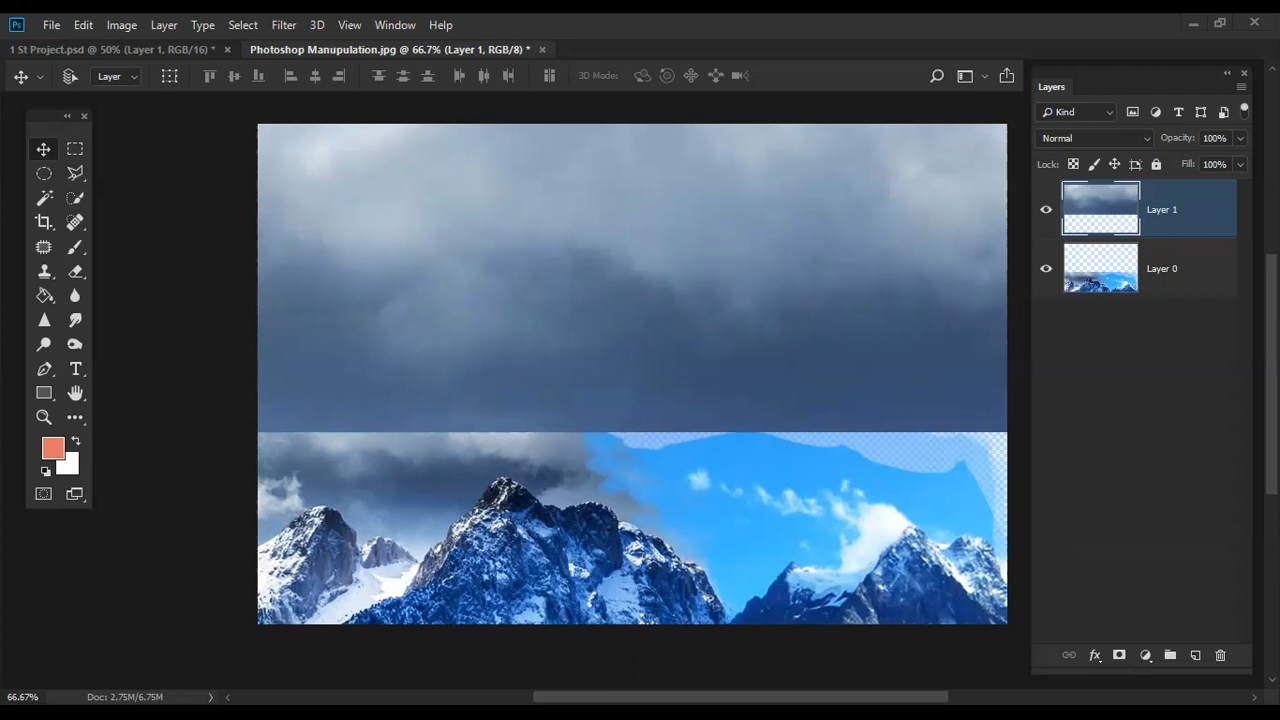 Ps File Edit Image Layer Type Select Filter 3D View Window Help
1 St Project.psd @ 50% (Layer 1, RGB/16) * × Photoshop Manupulation.jpg @ 66.7% (Layer 1, RGB/8) * ×
Layer 3D Mode:
Layers
Kind
Normal Opacity: 100%
Lock: Fill: 100%
Layer 1
Layer 0
T
fx
66.67% Doc: 2.75M/6.75M